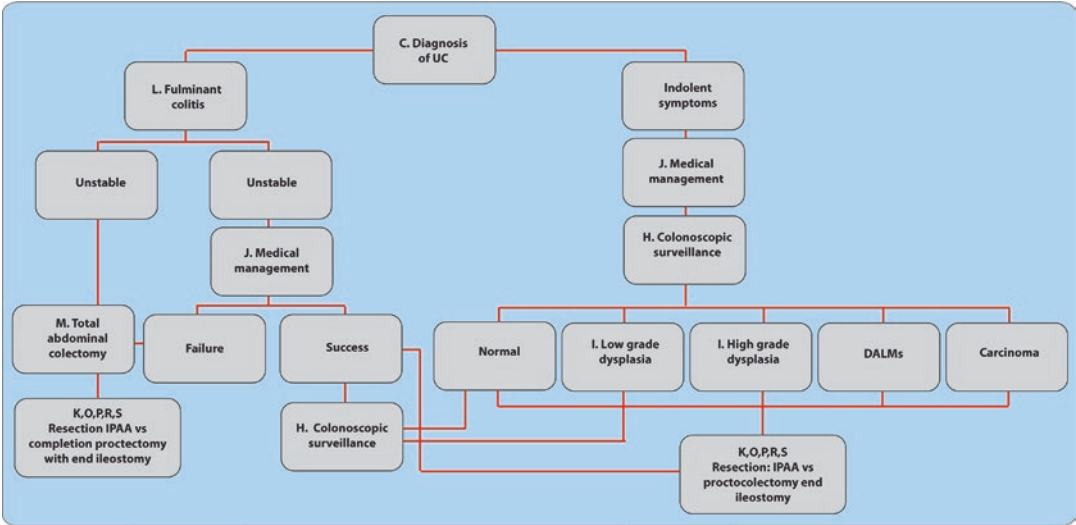 C. Diagnosis
of UC
L. Fulminant
colitis
Indolent
symptoms
Unstable
Unstable
J. Medical
management
J. Medical
management
H. Colonoscopic
surveillance
M. Total
abdominal
colectomy
Failure
Success
Normal
I. Low grade
dysplasia
I. High grade
dysplasia
DALMs
Carcinoma
K,O,P,R,S
Resection IPAA vs
completion proctectomy
with end ileostomy
H. Colonoscopic
surveillance
K,O,P,R,S
Resection: IPAA vs
proctocolectomy end
ileostomy